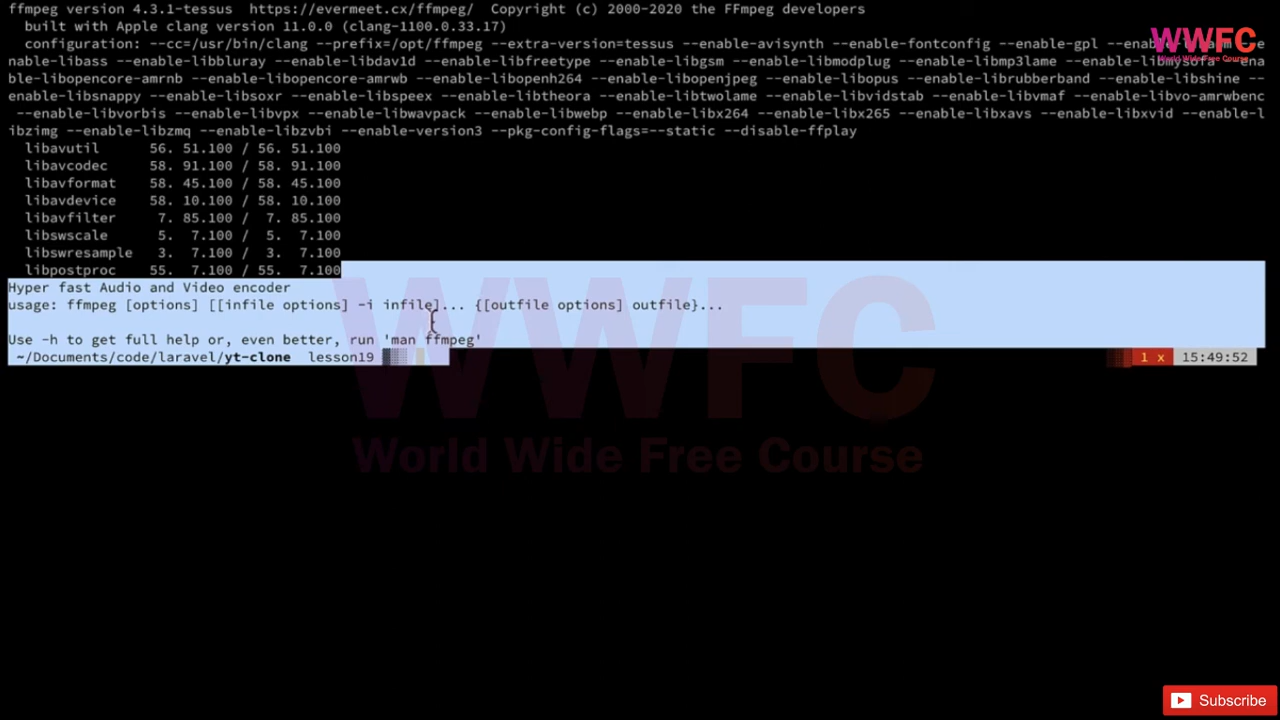 ffmpeg version 4.3.1-tessus  https://evermeet.cx/ffmpeg/  Copyright (c) 2000-2020 the FFmpeg developers
built with Apple clang version 11.0.0 (clang-1100.0.33.17)
configuration: --cc=/usr/bin/clang --prefix=/opt/ffmpeg --extra-version=tessus --enable-avisynth --enable-fontconfig --enable-gpl
nable-libass --enable-libbluray --enable-libdav1d --enable-libfreetype --enable-libgsm --enable-libmodplug --enable-libmp3lame
ble-libopencore-amrnb --enable-libopencore-amrwb --enable-libopenh264 --enable-libopenjpeg --enable-libopus --enable-librubberband --enable-libshine --
enable-libsnappy --enable-libsoxr --enable-libspeex --enable-libtheora --enable-libtwolame --enable-libvidstab --enable-libvmaf --enable-libvo-amrwbenc
--enable-libvorbis --enable-libvpx --enable-libwavpack --enable-libwebp --enable-libx264 --enable-libx265 --enable-libxavs --enable-libxvid --enable-l
ibzimg --enable-libzmq --enable-libzvbi --enable-version3 --pkg-config-flags=--static --disable-ffplay
libavutil 56. 51.100 / 56. 51.100
libavcodec 58. 91.100 / 58. 91.100
libavformat 58. 45.100 / 58. 45.100
libavdevice 58. 10.100 / 58. 10.100
libavfilter 7. 85.100 / 7. 85.100
libswscale 5. 7.100 / 5. 7.100
libswresample 3. 7.100 / 3. 7.100
libpostproc 55. 7.100 / 55. 7.100
Hyper fast Audio and Video encoder
usage: ffmpeg [options] [[infile options] -i infile]... {[outfile options] outfile}...
Use -h to get full help or, even better, run 'man ffmpeg'
~/Documents/code/laravel/yt-clone lesson19 1 x 15:49:52
WWFC
World Wide Free Course
WWFC
World Wide Free Course
Subscribe